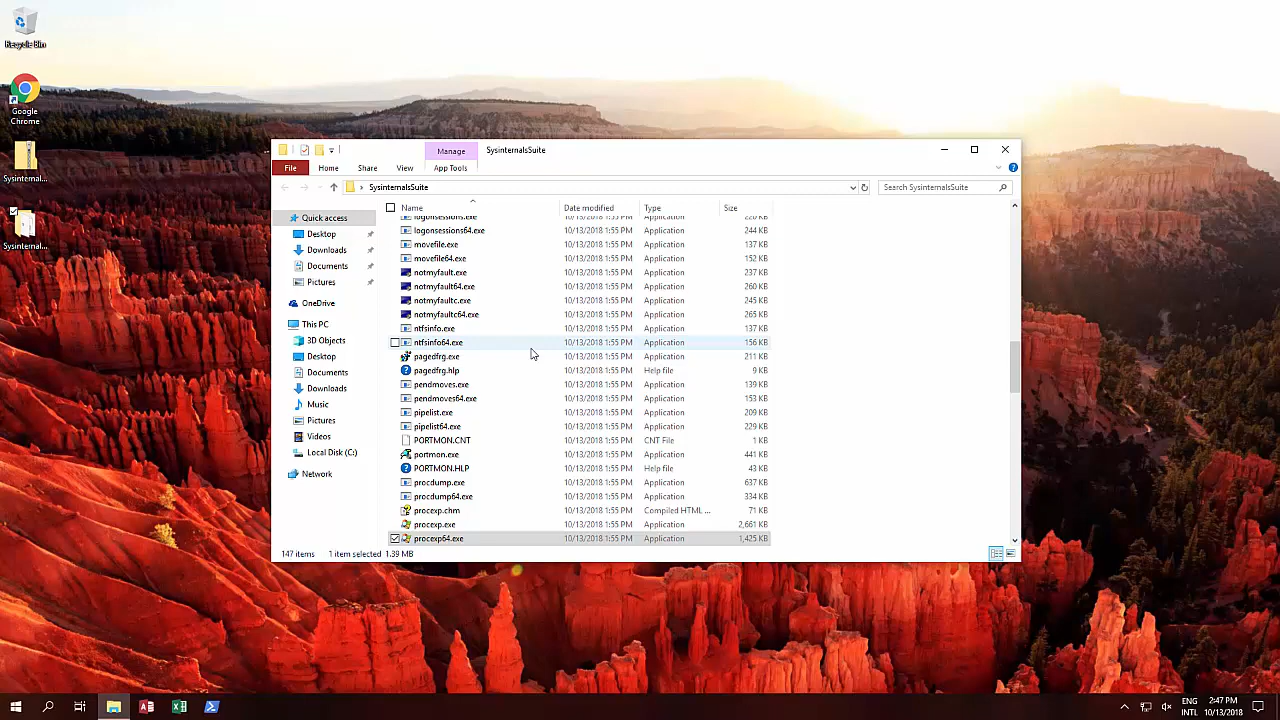 Recycle Bin
Google
Chrome
Sysinternal...
Sysinternal...
Manage
SysinternalsSuite
File
Home
Share
View
App Tools
SysinternalsSuite
Search SysinternalsSuite
Quick access
Desktop
Downloads
Documents
Pictures
OneDrive
This PC
3D Objects
Desktop
Documents
Downloads
Music
Pictures
Videos
Local Disk (C:)
Network
Name Date modified Type Size
logonsessions.exe 10/13/2018 1:55 PM Application 220 KB
logonsessions64.exe 10/13/2018 1:55 PM Application 244 KB
movefile.exe 10/13/2018 1:55 PM Application 137 KB
movefile64.exe 10/13/2018 1:55 PM Application 152 KB
notmyfault.exe 10/13/2018 1:55 PM Application 237 KB
notmyfault64.exe 10/13/2018 1:55 PM Application 260 KB
notmyfaultc.exe 10/13/2018 1:55 PM Application 245 KB
notmyfaultc64.exe 10/13/2018 1:55 PM Application 265 KB
ntfsinfo.exe 10/13/2018 1:55 PM Application 137 KB
ntfsinfo64.exe 10/13/2018 1:55 PM Application 156 KB
pagedfrg.exe 10/13/2018 1:55 PM Application 211 KB
pagedfrg.hlp 10/13/2018 1:55 PM Help file 9 KB
pendmoves.exe 10/13/2018 1:55 PM Application 139 KB
pendmoves64.exe 10/13/2018 1:55 PM Application 153 KB
pipelist.exe 10/13/2018 1:55 PM Application 209 KB
pipelist64.exe 10/13/2018 1:55 PM Application 229 KB
PORTMON.CNT 10/13/2018 1:55 PM CNT File 1 KB
portmon.exe 10/13/2018 1:55 PM Application 441 KB
PORTMON.HLP 10/13/2018 1:55 PM Help file 43 KB
procdump.exe 10/13/2018 1:55 PM Application 637 KB
procdump64.exe 10/13/2018 1:55 PM Application 334 KB
procexp.chm 10/13/2018 1:55 PM Compiled HTML ... 71 KB
procexp.exe 10/13/2018 1:55 PM Application 2,661 KB
procexp64.exe 10/13/2018 1:55 PM Application 1,425 KB
147 items 1 item selected 1.39 MB
ENG
INTL
2:47 PM
10/13/2018